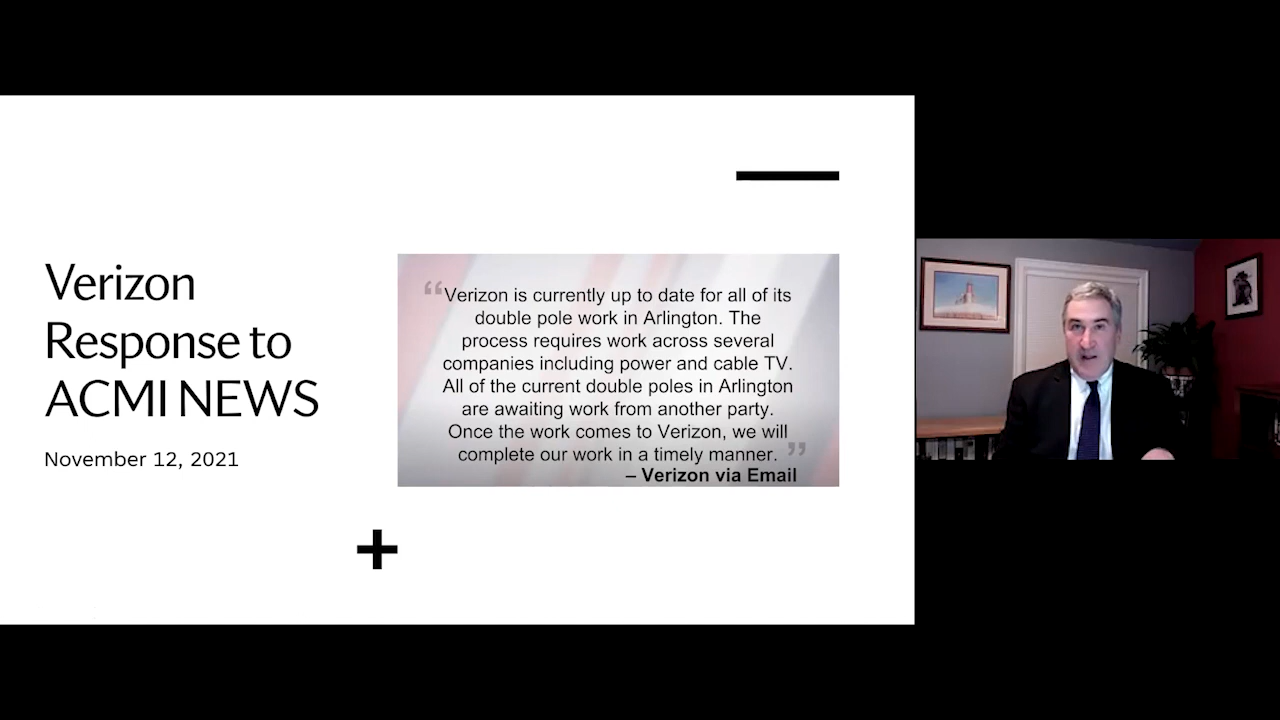 Verizon
Response to
ACMI NEWS
November 12, 2021
“Verizon is currently up to date for all of its
double pole work in Arlington. The
process requires work across several
companies including power and cable TV.
All of the current double poles in Arlington
are awaiting work from another party.
Once the work comes to Verizon, we will
complete our work in a timely manner.”
– Verizon via Email